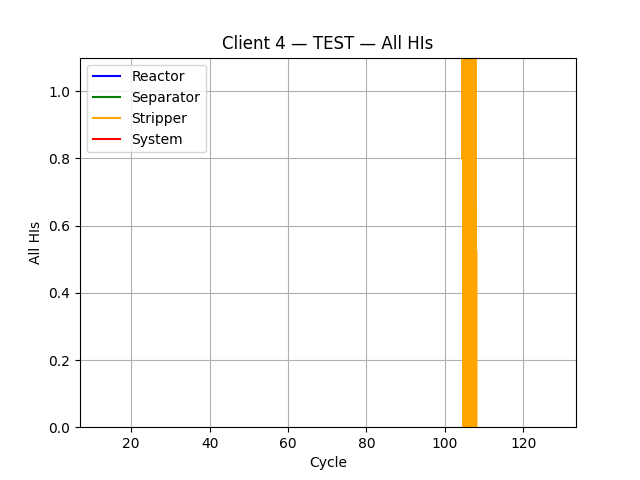 Client 4 — TEST — All HIs
Reactor
Separator
Stripper
System
1.0
0.8
0.6
0.4
0.2
0.0
All HIs
20 40 60 80 100 120
Cycle